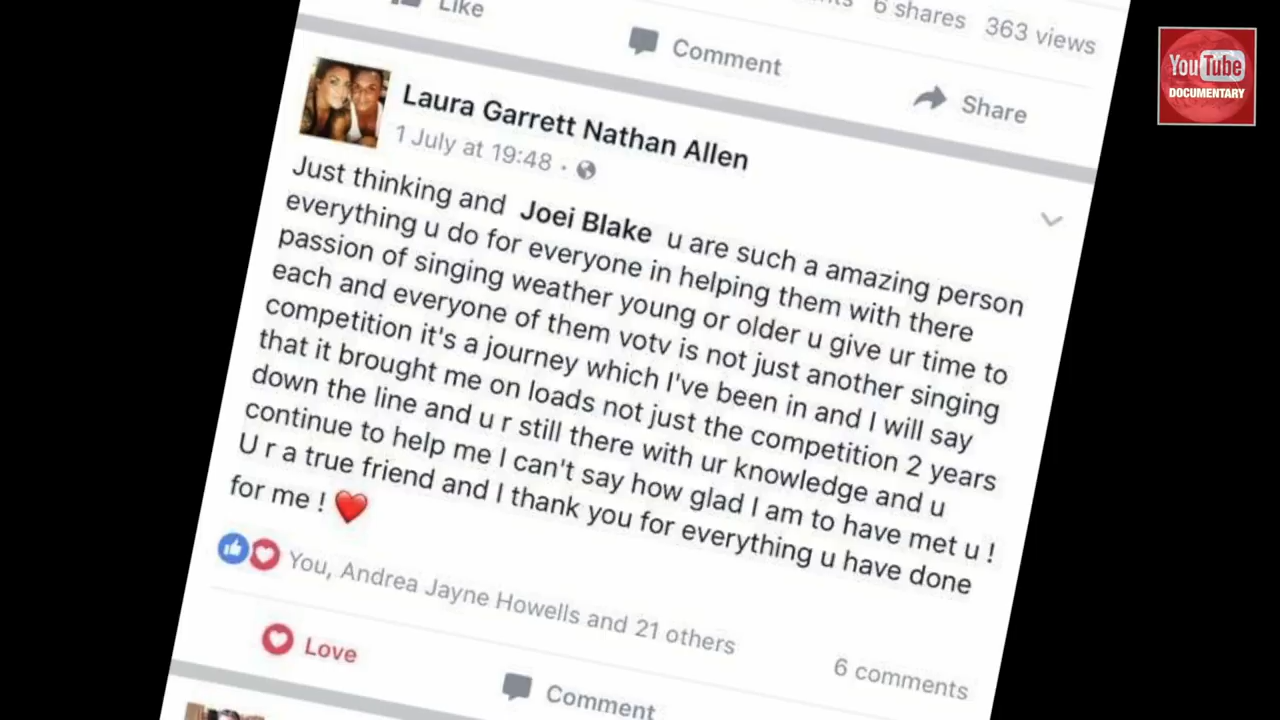 Like
6 shares 363 views
Comment
Share
YouTube
DOCUMENTARY
Laura Garrett Nathan Allen
1 July at 19:48 ·
Just thinking and Joei Blake u are such a amazing person
everything u do for everyone in helping them with there
passion of singing weather young or older u give ur time to
each and everyone of them votv is not just another singing
competition it's a journey which I've been in and I will say
that it brought me on loads not just the competition 2 years
down the line and u r still there with ur knowledge and u
continue to help me I can't say how glad I am to have met u !
U r a true friend and I thank you for everything u have done
for me ! ❤️
You, Andrea Jayne Howells and 21 others
6 comments
Love
Comment